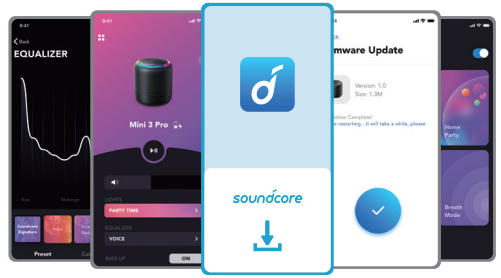 9:41
Back
EQUALIZER
Bass
Midrange
Soundcore
Signature
Preset
9:41
Mini 3 Pro
LIGHTS
PARTY TIME
EQUALIZER
VOICE
BASS UP
ON
soundcore
mware Update
Version: 1.0
Size: 1.3M
restarting...it will take a while, please
Home
Party
Breath
Mode